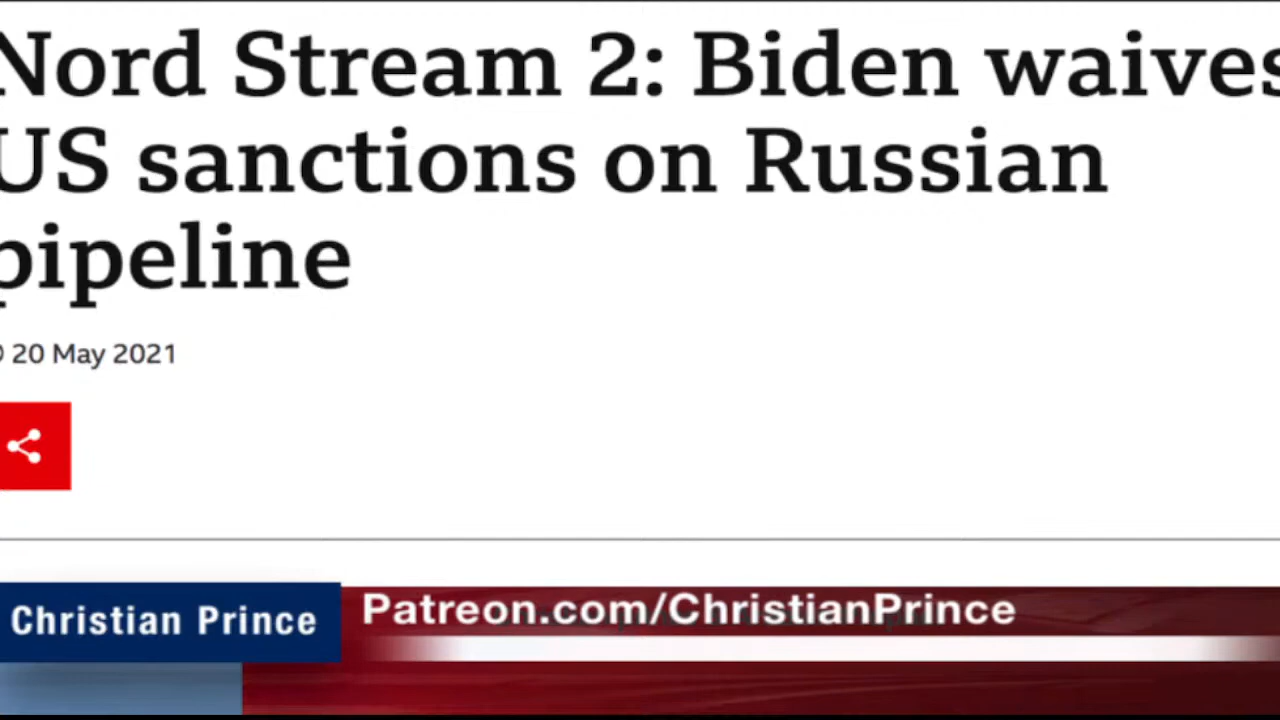 Nord Stream 2: Biden waives
US sanctions on Russian
pipeline
20 May 2021
Christian Prince
Patreon.com/ChristianPrince